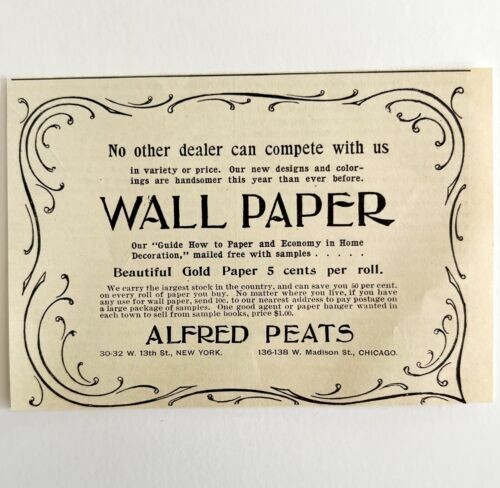 No other dealer can compete with us
in variety or price. Our new designs and color-
ings are handsomer this year than ever before.
WALL PAPER
Our "Guide How to Paper and Economy in Home
Decoration," mailed free with samples . . . . .
Beautiful Gold Paper 5 cents per roll.
We carry the largest stock in the country, and can save you 50 per cent.
on every roll of paper you buy. No matter where you live, if you have
any use for wall paper, send 10c. to our nearest address to pay postage on
a large package of samples. One good agent or paper hanger wanted in
each town to sell from sample books, price $1.00.
ALFRED PEATS
30-32 W. 13th St., NEW YORK. 136-138 W. Madison St., CHICAGO.